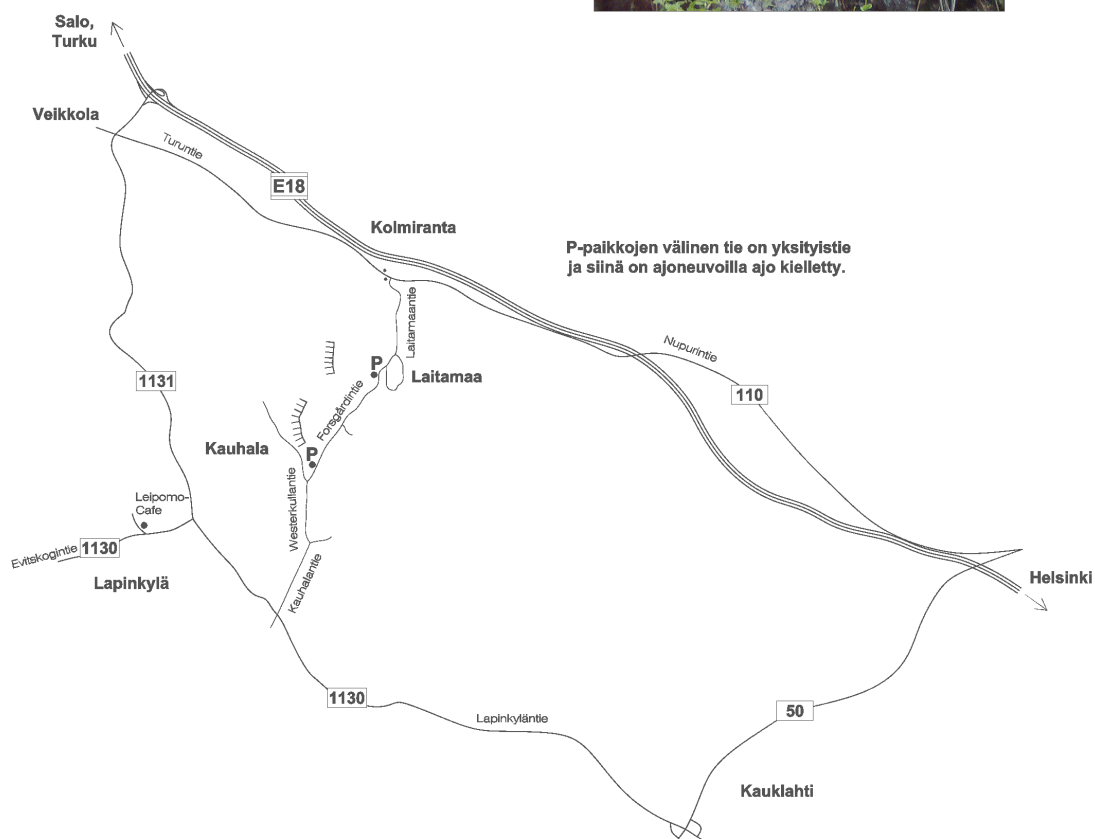 Salo,
Turku
Veikkola
Turuntie
E18
Kolmiranta
P-paikkojen välinen tie on yksityistie
ja siinä on ajoneuvoilla ajo kielletty.
Laitamaantie
Nupurintie
P
Laitamaa
1131
110
Forsgårdintie
Kauhala
P
Westerkullantie
Leipomo-
Cafe
Evitskogintie
1130
Lapinkylä
Kauhalantie
Helsinki
1130
Lapinkyläntie
50
Kauklahti